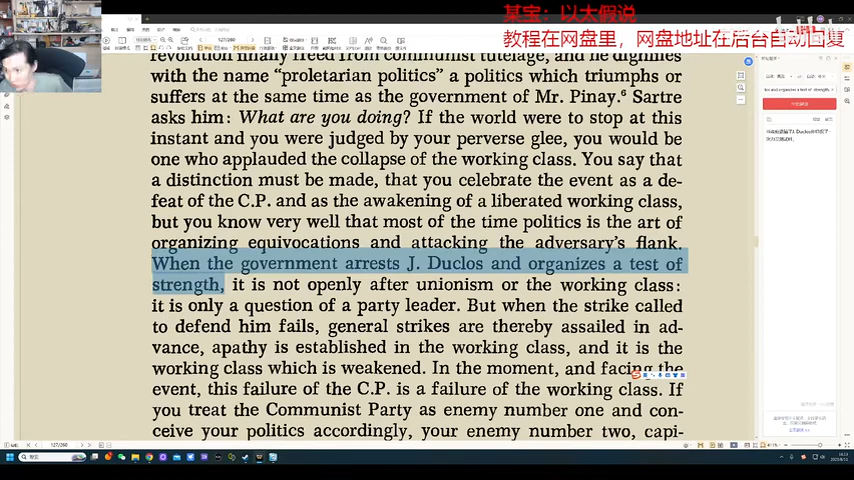 某宝：以太假说
教程在网盘里，网盘地址在后台自动回复
revolution finally freed from communist tutelage, and he dignifies
with the name “proletarian politics” a politics which triumphs or
suffers at the same time as the government of Mr. Pinay.⁶ Sartre
asks him: What are you doing? If the world were to stop at this
instant and you were judged by your perverse glee, you would be
one who applauded the collapse of the working class. You say that
a distinction must be made, that you celebrate the event as a de-
feat of the C.P. and as the awakening of a liberated working class,
but you know very well that most of the time politics is the art of
organizing equivocations and attacking the adversary’s flank.
When the government arrests J. Duclos and organizes a test of
strength, it is not openly after unionism or the working class:
it is only a question of a party leader. But when the strike called
to defend him fails, general strikes are thereby assailed in ad-
vance, apathy is established in the working class, and it is the
working class which is weakened. In the moment, and facing the
event, this failure of the C.P. is a failure of the working class. If
you treat the Communist Party as enemy number one and con-
ceive your politics accordingly, your enemy number two, capi-
127/260